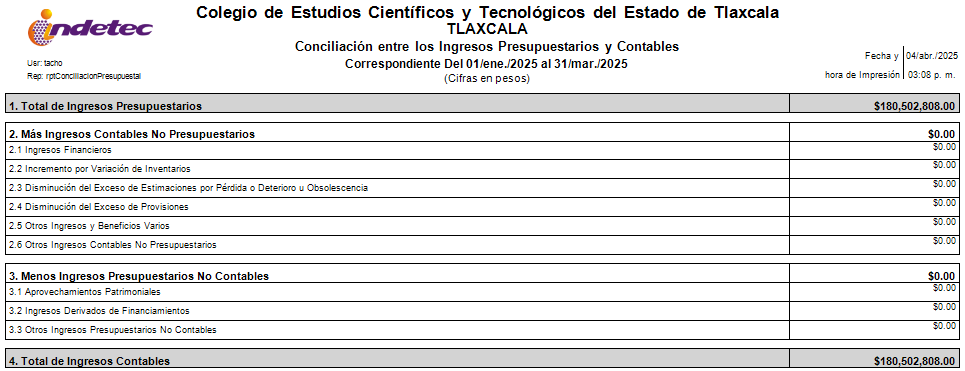 indetec
Colegio de Estudios Científicos y Tecnológicos del Estado de Tlaxcala
TLAXCALA
Conciliación entre los Ingresos Presupuestarios y Contables
Correspondiente Del 01/ene./2025 al 31/mar./2025
(Cifras en pesos)
Usr: tacho
Rep: rptConciliacionPresupuestal
Fecha y 04/abr./2025
hora de Impresión 03:08 p. m.
1. Total de Ingresos Presupuestarios $180,502,808.00
2. Más Ingresos Contables No Presupuestarios $0.00
2.1 Ingresos Financieros $0.00
2.2 Incremento por Variación de Inventarios $0.00
2.3 Disminución del Exceso de Estimaciones por Pérdida o Deterioro u Obsolescencia $0.00
2.4 Disminución del Exceso de Provisiones $0.00
2.5 Otros Ingresos y Beneficios Varios $0.00
2.6 Otros Ingresos Contables No Presupuestarios $0.00
3. Menos Ingresos Presupuestarios No Contables $0.00
3.1 Aprovechamientos Patrimoniales $0.00
3.2 Ingresos Derivados de Financiamientos $0.00
3.3 Otros Ingresos Presupuestarios No Contables $0.00
4. Total de Ingresos Contables $180,502,808.00